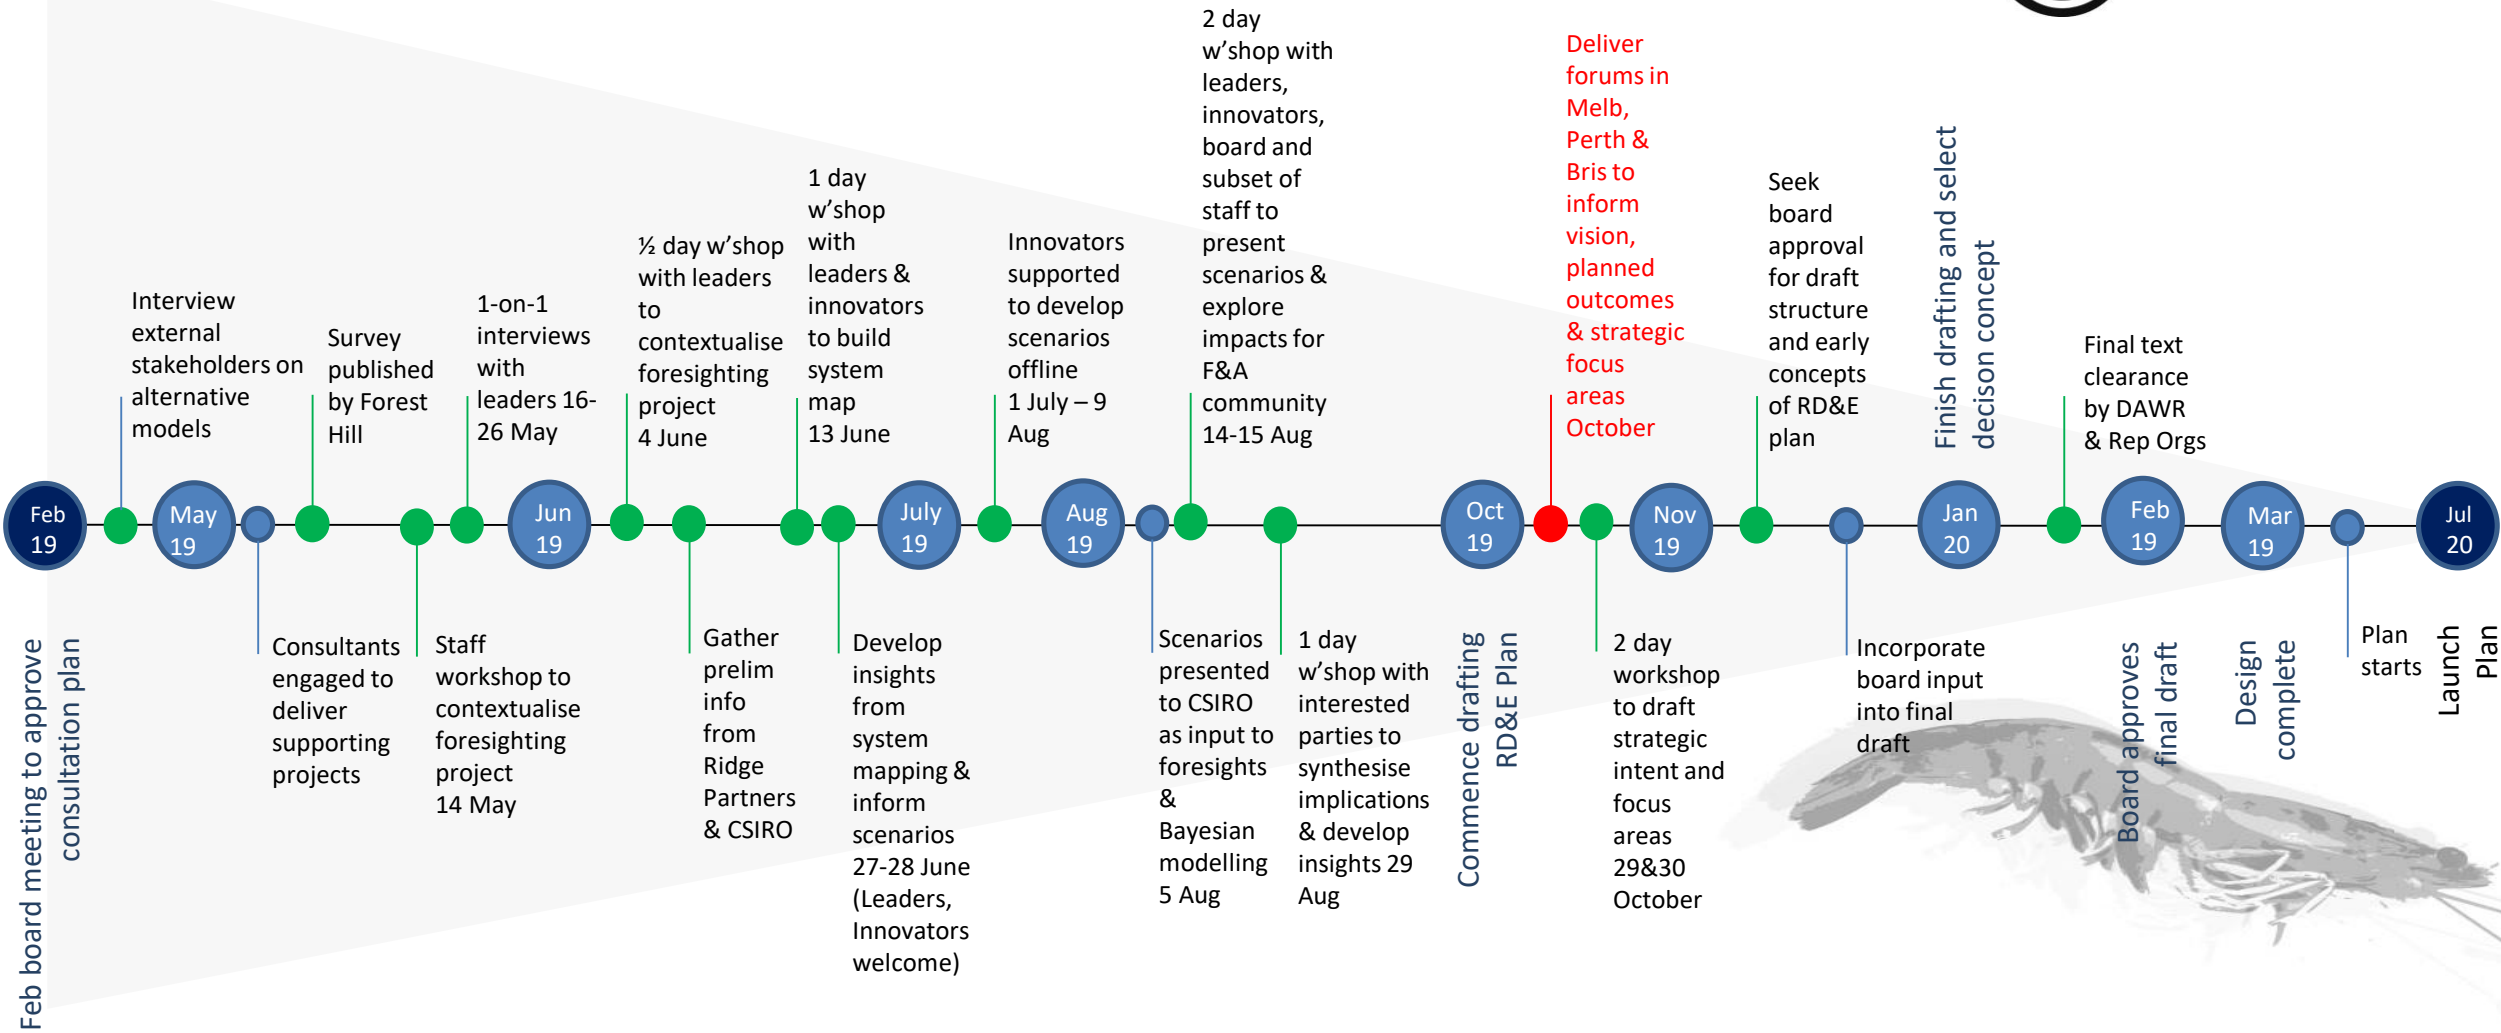 Interview
external
stakeholders on
alternative
models
Survey
published
by Forest
Hill
1-on-1
interviews
with
leaders 16-
26 May
½ day w’shop
with leaders
to
contextualise
foresighting
project
4 June
1 day
w’shop
with
leaders &
innovators
to build
system
map
13 June
Innovators
supported
to develop
scenarios
offline
1 July – 9
Aug
2 day
w’shop with
leaders,
innovators,
board and
subset of
staff to
present
scenarios &
explore
impacts for
F&A
community
14-15 Aug
Deliver
forums in
Melb,
Perth &
Bris to
inform
vision,
planned
outcomes
& strategic
focus
areas
October
Seek
board
approval
for draft
structure
and early
concepts
of RD&E
plan
Finish drafting and select
decison concept
Final text
clearance
by DAWR
& Rep Orgs
Feb
19
May
19
Jun
19
July
19
Aug
19
Oct
19
Nov
19
Jan
20
Feb
19
Mar
19
Jul
20
Feb board meeting to approve
consultation plan
Consultants
engaged to
deliver
supporting
projects
Staff
workshop to
contextualise
foresighting
project
14 May
Gather
prelim
info
from
Ridge
Partners
& CSIRO
Develop
insights
from
system
mapping &
inform
scenarios
27-28 June
(Leaders,
Innovators
welcome)
Scenarios
presented
to CSIRO
as input to
foresights
&
Bayesian
modelling
5 Aug
1 day
w’shop with
interested
parties to
synthesise
implications
& develop
insights 29
Aug
Commence drafting
RD&E Plan
2 day
workshop
to draft
strategic
intent and
focus
areas
29&30
October
Incorporate
board input
into final
draft
Board approves
final draft
Design
complete
Plan
starts
Launch
Plan